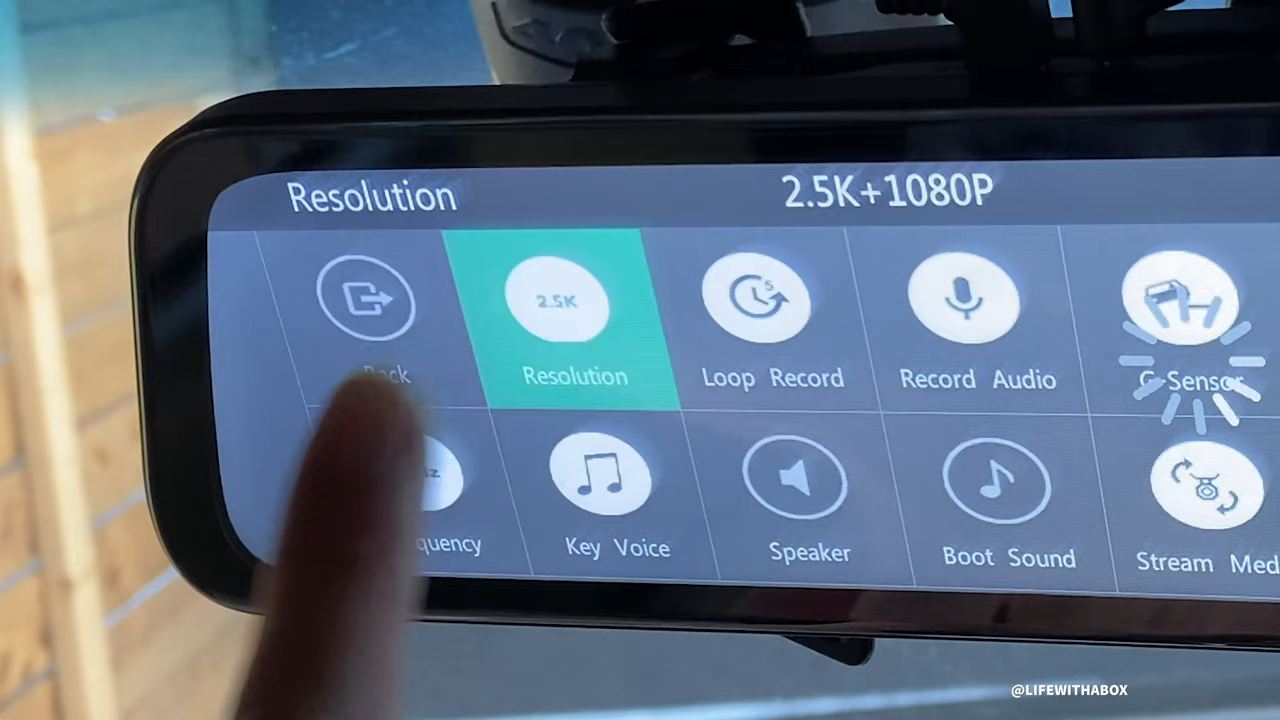 Resolution 2.5K+1080P
2.5K 5
Back Resolution Loop Record Record Audio G-Sensor
Key Voice Speaker Boot Sound Stream Med
@LIFEWITHABOX